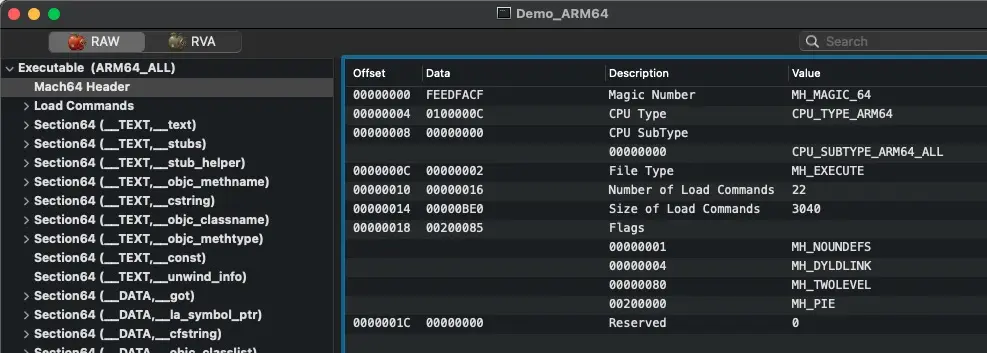 Demo_ARM64
RAW
RVA
Search
Executable (ARM64_ALL)
Mach64 Header
Load Commands
Section64 (__TEXT,__text)
Section64 (__TEXT,__stubs)
Section64 (__TEXT,__stub_helper)
Section64 (__TEXT,__objc_methname)
Section64 (__TEXT,__cstring)
Section64 (__TEXT,__objc_classname)
Section64 (__TEXT,__objc_methtype)
Section64 (__TEXT,__const)
Section64 (__TEXT,__unwind_info)
Section64 (__DATA,__got)
Section64 (__DATA,__la_symbol_ptr)
Section64 (__DATA,__cfstring)
Section64 (__DATA,__objc_classlist)
Offset Data Description Value
00000000 FEEDFACF Magic Number MH_MAGIC_64
00000004 0100000C CPU Type CPU_TYPE_ARM64
00000008 00000000 CPU SubType
00000000 CPU_SUBTYPE_ARM64_ALL
0000000C 00000002 File Type MH_EXECUTE
00000010 00000016 Number of Load Commands 22
00000014 00000BE0 Size of Load Commands 3040
00000018 00200085 Flags
00000001 MH_NOUNDEFS
00000004 MH_DYLDLINK
00000080 MH_TWOLEVEL
00200000 MH_PIE
0000001C 00000000 Reserved 0